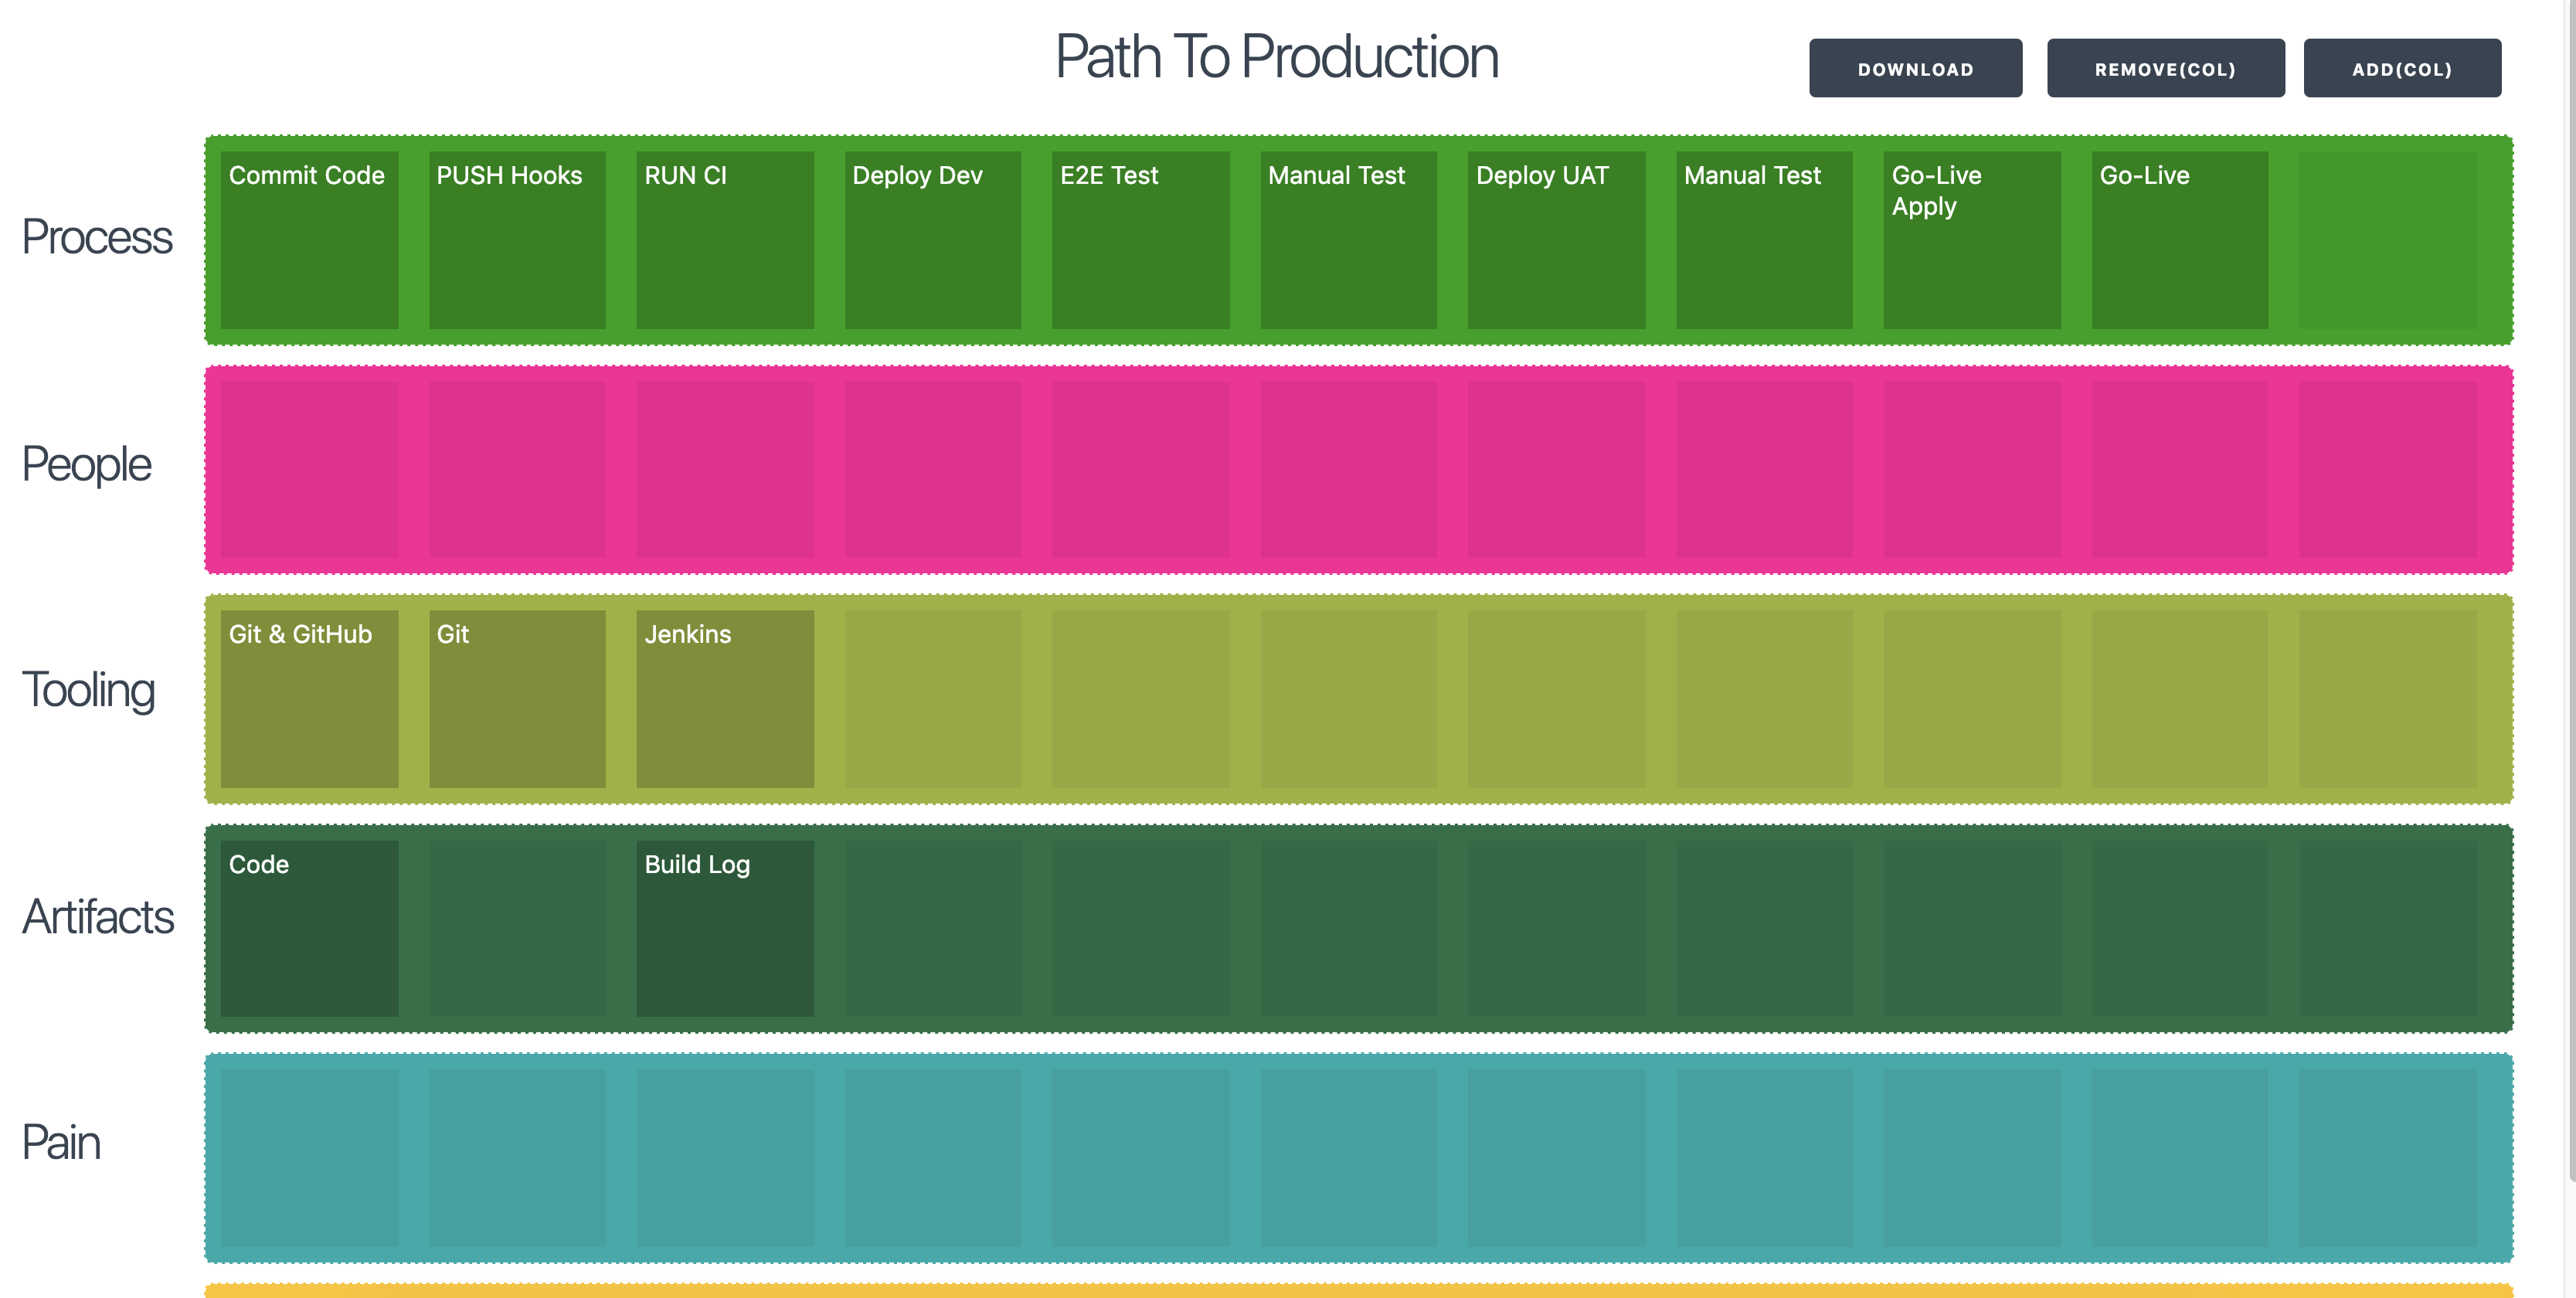 Path To Production
DOWNLOAD
REMOVE(COL)
ADD(COL)
Process
Commit Code
PUSH Hooks
RUN CI
Deploy Dev
E2E Test
Manual Test
Deploy UAT
Manual Test
Go-Live
Apply
Go-Live
People
Tooling
Git & GitHub
Git
Jenkins
Artifacts
Code
Build Log
Pain